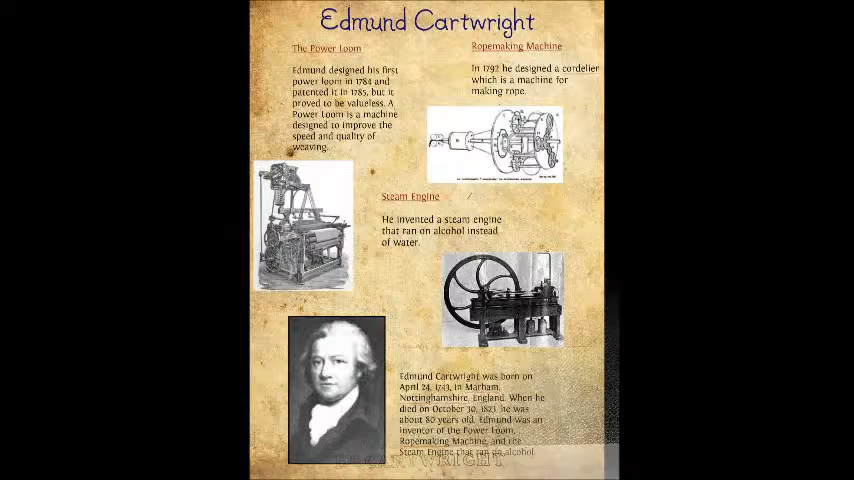 Edmund Cartwright
The Power Loom
Edmund designed his first
power loom in 1784 and
patented it in 1785, but it
proved to be valueless. A
Power Loom is a machine
designed to improve the
speed and quality of
weaving.
Ropemaking Machine
In 1792 he designed a cordelier
which is a machine for
making rope.
Steam Engine
He invented a steam engine
that ran on alcohol instead
of water.
Edmund Cartwright was born on
April 24, 1743, in Marham,
Nottinghamshire, England. When he
died on October 30, 1823, he was
about 80 years old. Edmund was an
inventor of the Power Loom,
Ropemaking Machine, and the
Steam Engine that ran on alcohol.
CARTWRIGHT